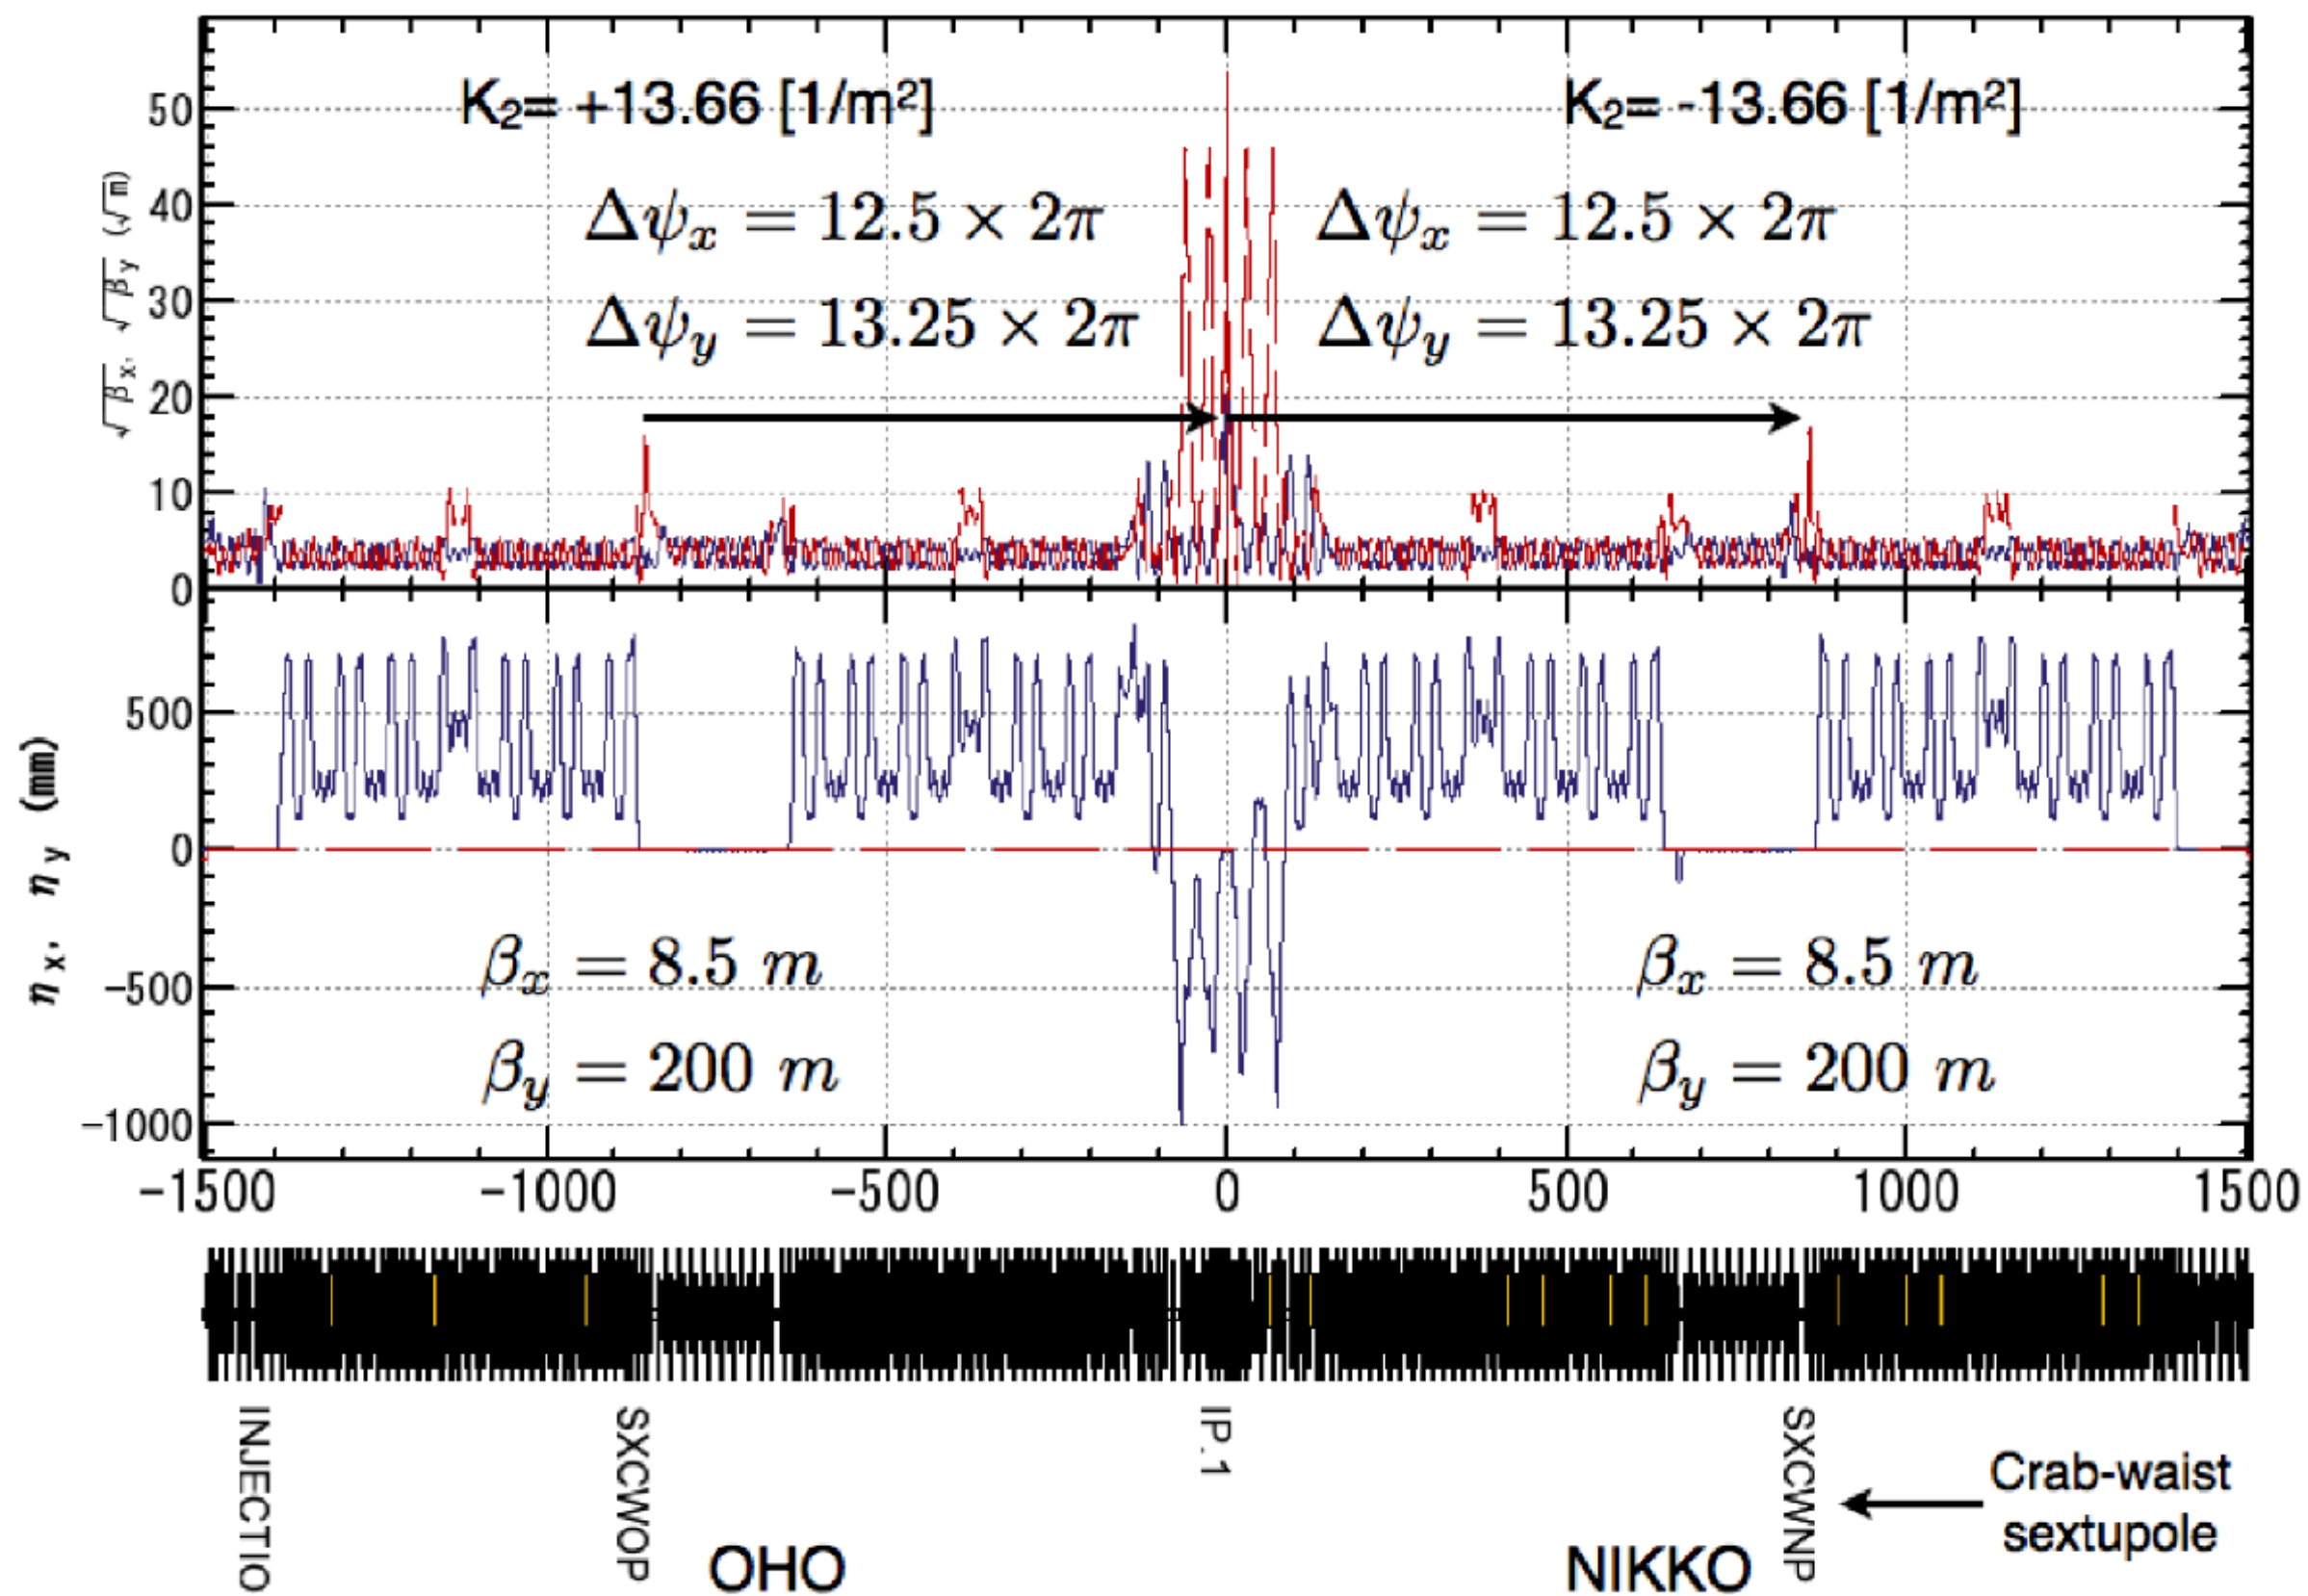 K₂= +13.66 [1/m²]
K₂= -13.66 [1/m²]
Δψx = 12.5 × 2π
Δψx = 12.5 × 2π
Δψy = 13.25 × 2π
Δψy = 13.25 × 2π
√βx, √βy (√m)
50
40
30
20
10
0
ηx, ηy (mm)
0
500
0
-500
-1000
βx = 8.5 m
βx = 8.5 m
βy = 200 m
βy = 200 m
-1500 -1000 -500 0 500 1000 1500
INJECTIO
SXCWOP
IP.1
SXCWNP
Crab-waist
sextupole
OHO
NIKKO